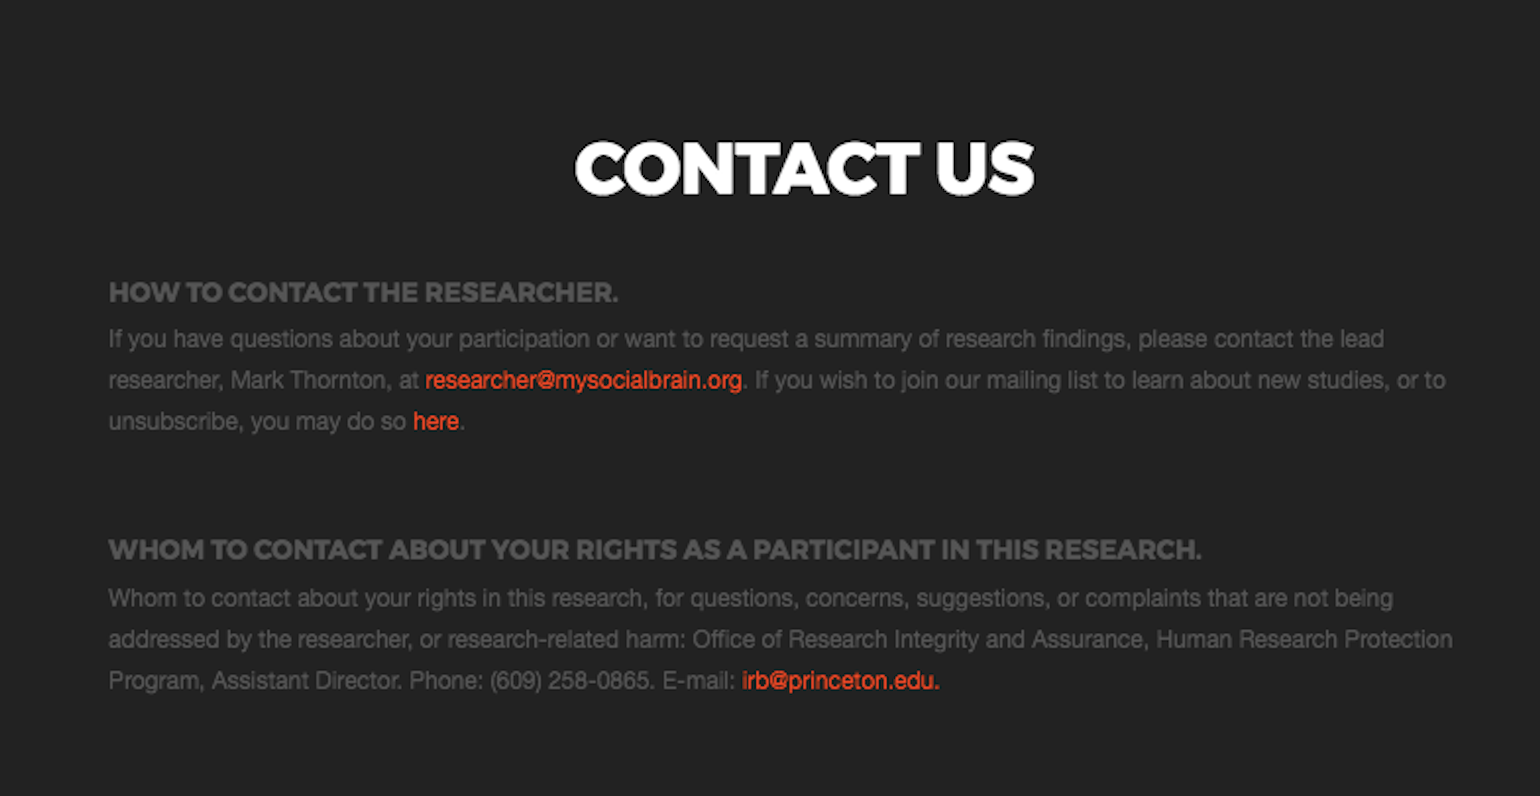 CONTACT US
HOW TO CONTACT THE RESEARCHER.
If you have questions about your participation or want to request a summary of research findings, please contact the lead
researcher, Mark Thornton, at researcher@mysocialbrain.org. If you wish to join our mailing list to learn about new studies, or to
unsubscribe, you may do so here.
WHOM TO CONTACT ABOUT YOUR RIGHTS AS A PARTICIPANT IN THIS RESEARCH.
Whom to contact about your rights in this research, for questions, concerns, suggestions, or complaints that are not being
addressed by the researcher, or research-related harm: Office of Research Integrity and Assurance, Human Research Protection
Program, Assistant Director. Phone: (609) 258-0865. E-mail: irb@princeton.edu.